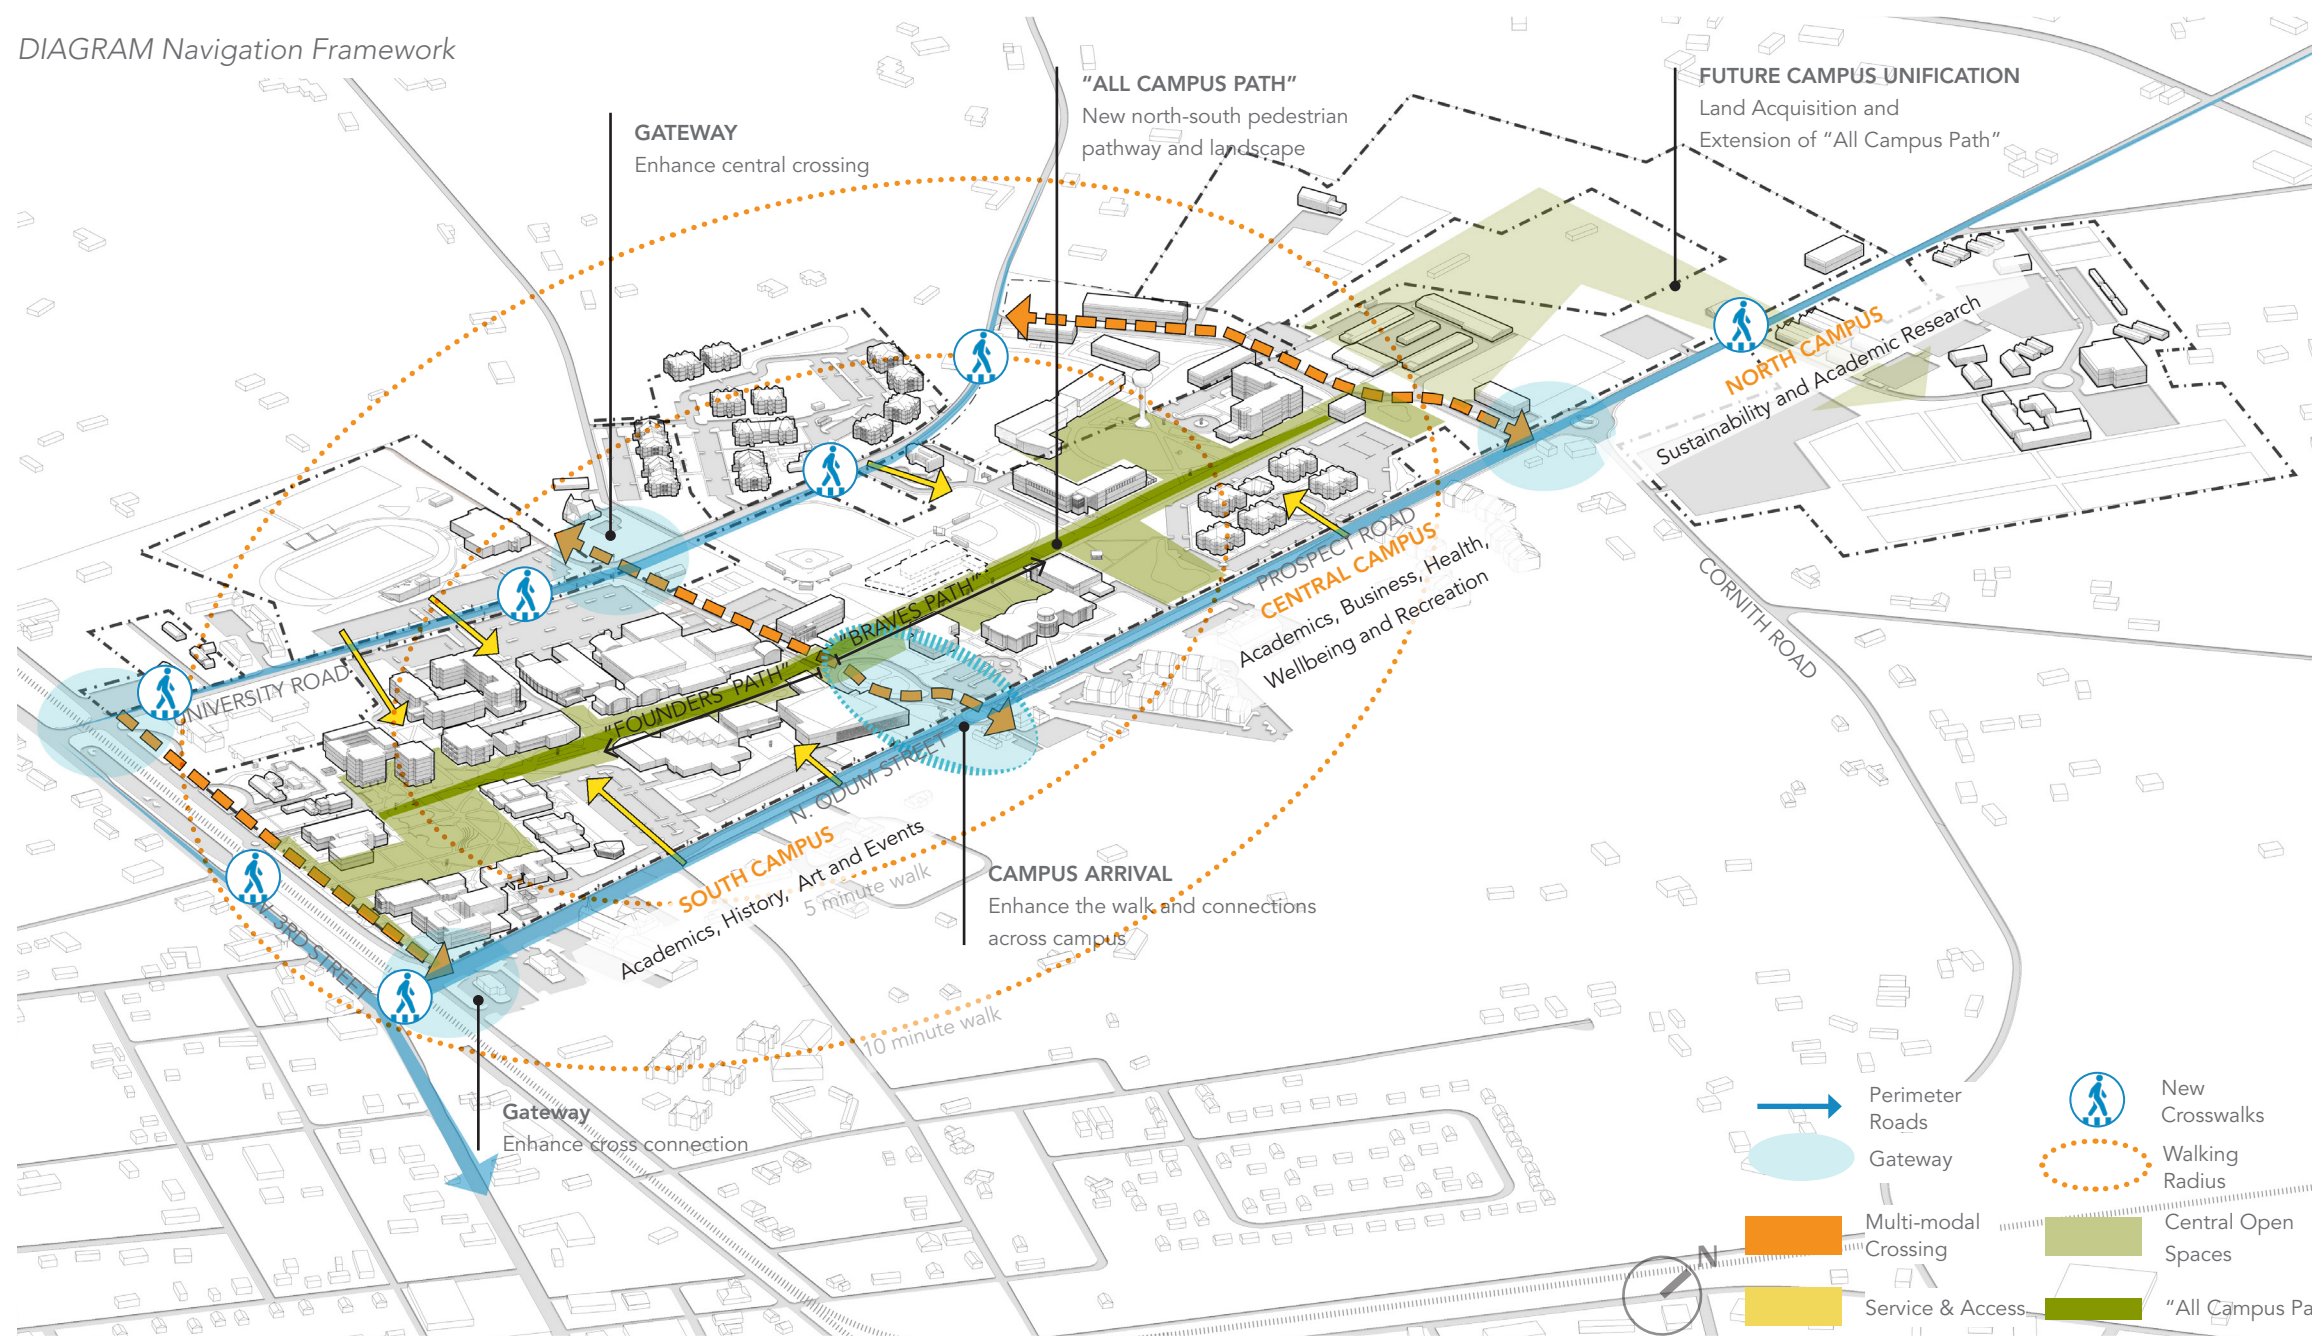 DIAGRAM Navigation Framework
GATEWAY
Enhance central crossing
"ALL CAMPUS PATH"
New north-south pedestrian
pathway and landscape
FUTURE CAMPUS UNIFICATION
Land Acquisition and
Extension of "All Campus Path"
NORTH CAMPUS
Sustainability and Academic Research
PROSPECT ROAD
CENTRAL CAMPUS
Academics, Business, Health,
Wellbeing and Recreation
CORNITH ROAD
"BRAVES PATH"
"FOUNDERS PATH"
UNIVERSITY ROAD
N. ODUM STREET
SOUTH CAMPUS
Academics, History, Art and Events
5 minute walk
CAMPUS ARRIVAL
Enhance the walk and connections
across campus
W. 3RD STREET
10 minute walk
Gateway
Enhance cross connection
N
Perimeter
Roads
New
Crosswalks
Gateway
Walking
Radius
Multi-modal
Crossing
Central Open
Spaces
Service & Access
"All Campus Pa